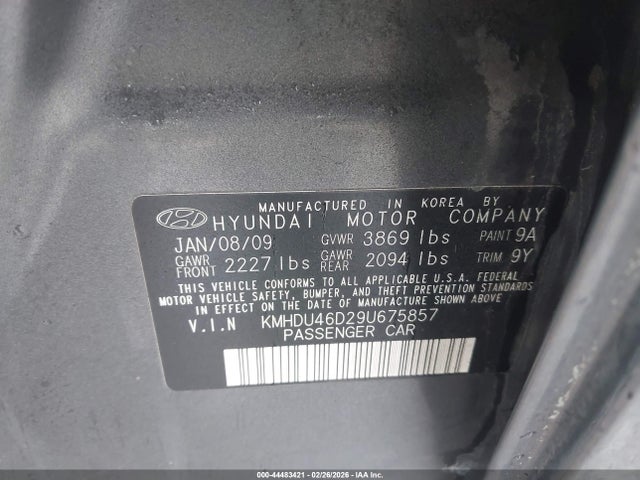 MANUFACTURED IN KOREA BY
HYUNDAI MOTOR COMPANY
JAN/08/09 GVWR 3869 lbs PAINT 9A
GAWR FRONT 2227 lbs GAWR REAR 2094 lbs TRIM 9Y
THIS VEHICLE CONFORMS TO ALL APPLICABLE U.S.A. FEDERAL
MOTOR VEHICLE SAFETY, BUMPER, AND THEFT PREVENTION STANDARDS
IN EFFECT ON THE DATE OF MANUFACTURE SHOWN ABOVE.
V.I.N KMHDU46D29U675857
PASSENGER CAR
000-44483421 - 02/26/2026 - IAA Inc.